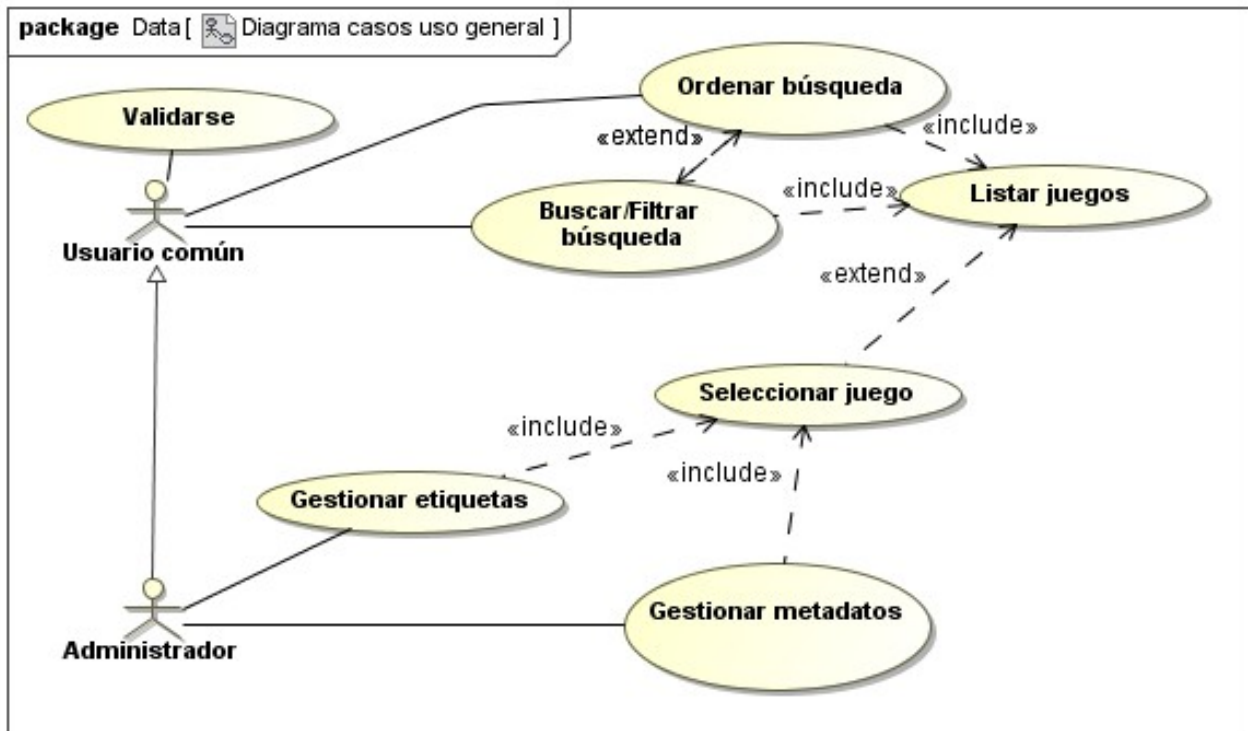 package Data [ Diagrama casos uso general ]
Validarse
Ordenar búsqueda
«extend»
«include»
«include»
Listar juegos
Buscar/Filtrar
búsqueda
Usuario común
«extend»
Seleccionar juego
«include»
«include»
Gestionar etiquetas
Gestionar metadatos
Administrador